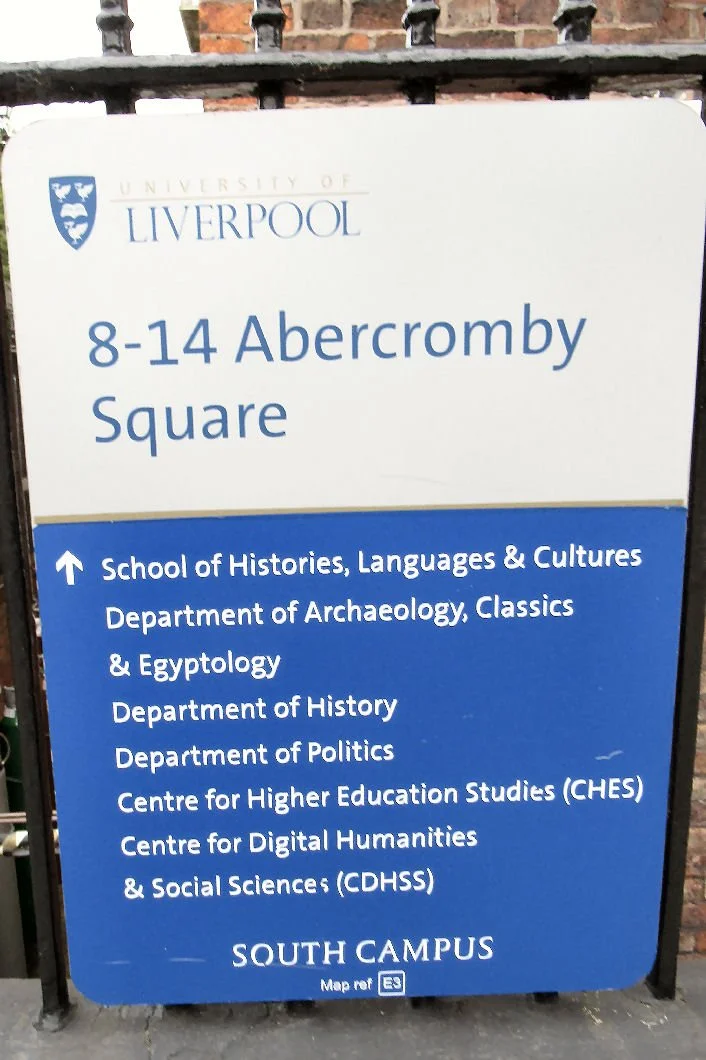 UNIVERSITY OF
LIVERPOOL
8-14 Abercromby
Square
School of Histories, Languages & Cultures
Department of Archaeology, Classics
& Egyptology
Department of History
Department of Politics
Centre for Higher Education Studies (CHES)
Centre for Digital Humanities
& Social Sciences (CDHSS)
SOUTH CAMPUS
Map ref E3